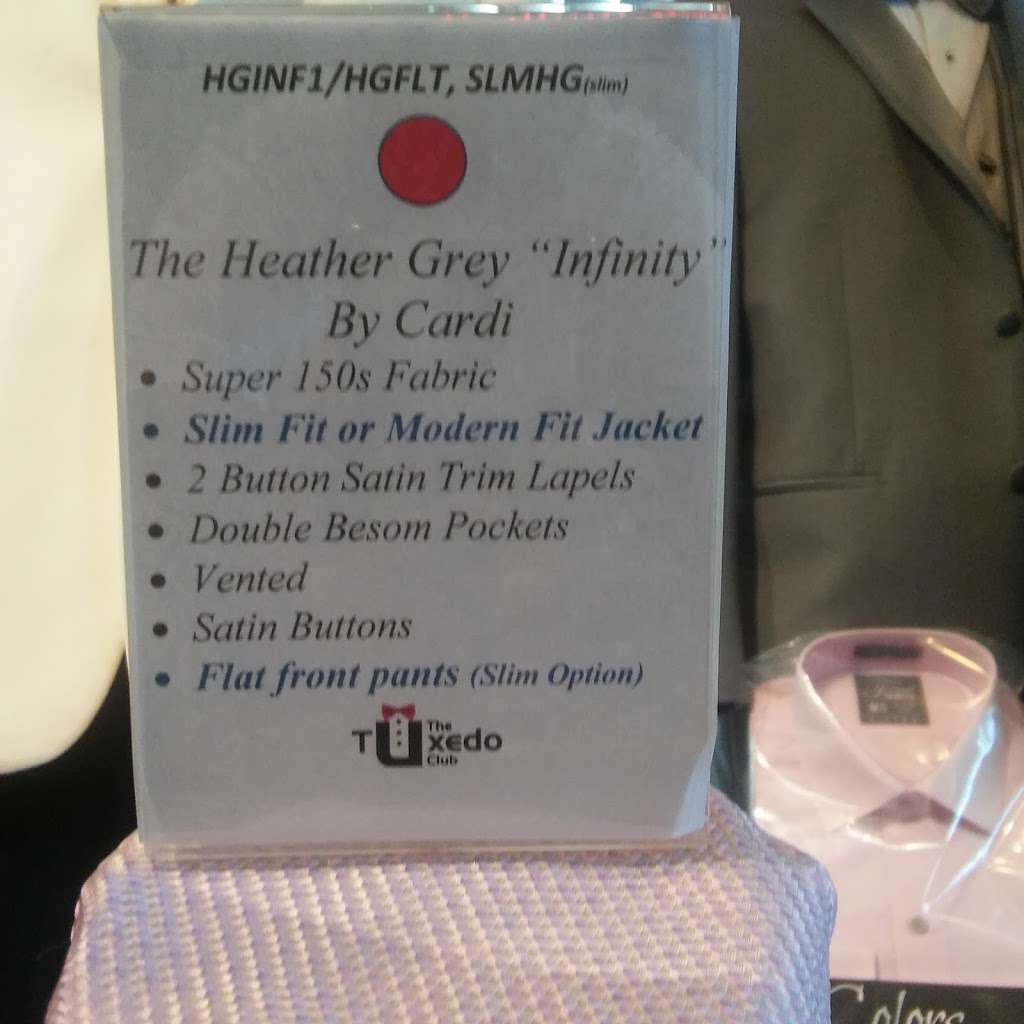 HGINF1/HGFLT, SLMHG(slim)
The Heather Grey “Infinity”
By Cardi
• Super 150s Fabric
• Slim Fit or Modern Fit Jacket
• 2 Button Satin Trim Lapels
• Double Besom Pockets
• Vented
• Satin Buttons
• Flat front pants (Slim Option)
The
Tuxedo
Club
Colors